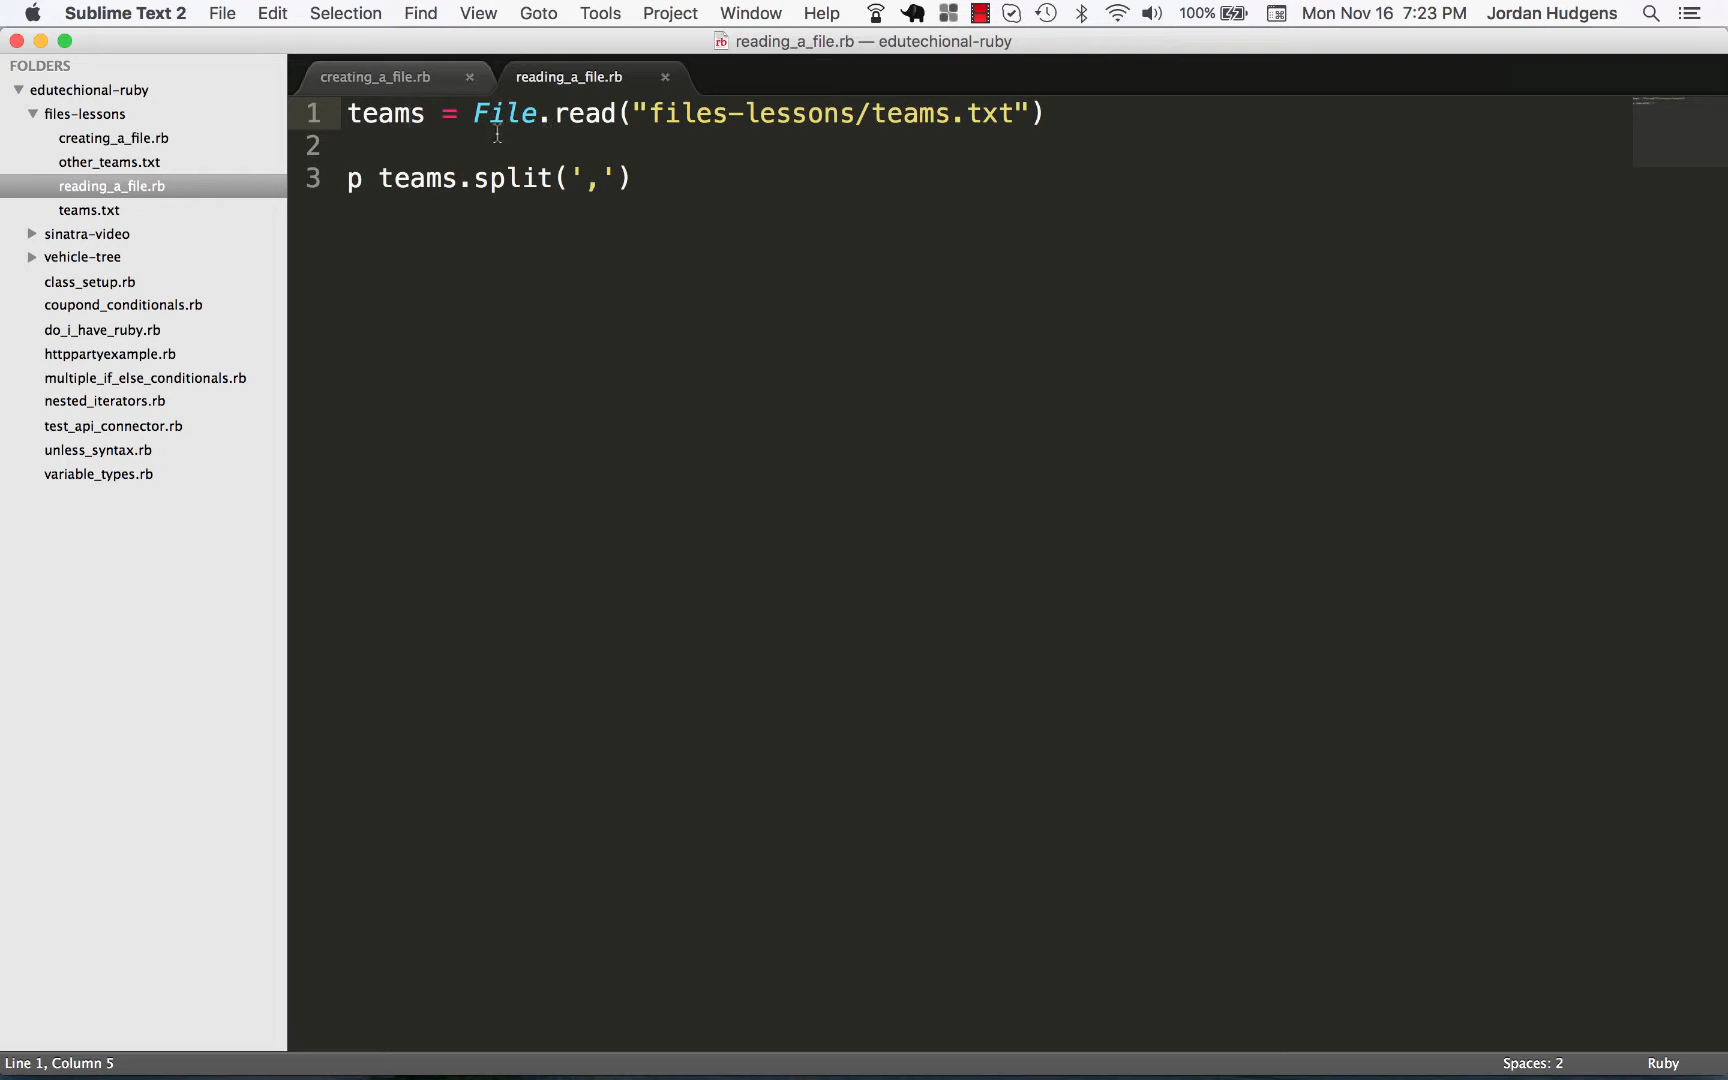 Sublime Text 2 File Edit Selection Find View Goto Tools Project Window Help 100% Mon Nov 16 7:23 PM Jordan Hudgens
reading_a_file.rb — edutechional-ruby
FOLDERS
edutechional-ruby
files-lessons
creating_a_file.rb
other_teams.txt
reading_a_file.rb
teams.txt
sinatra-video
vehicle-tree
class_setup.rb
coupond_conditionals.rb
do_i_have_ruby.rb
httppartyexample.rb
multiple_if_else_conditionals.rb
nested_iterators.rb
test_api_connector.rb
unless_syntax.rb
variable_types.rb
creating_a_file.rb × reading_a_file.rb ×
1 teams = File.read("files-lessons/teams.txt")
2
3 p teams.split(',')
Line 1, Column 5 Spaces: 2 Ruby